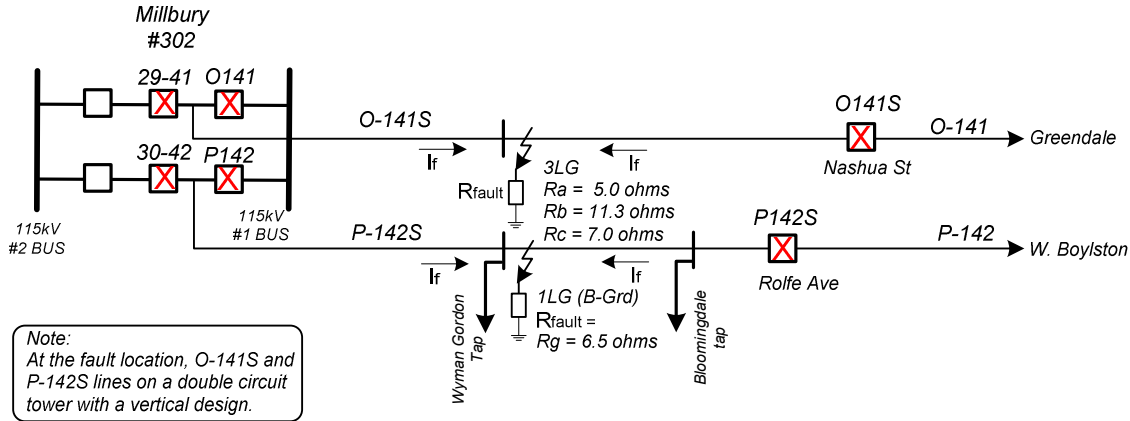 Millbury
#302
29-41
O141
30-42
P142
115kV
#2 BUS
115kV
#1 BUS
O-141S
If
If
3LG
Rfault
Ra = 5.0 ohms
Rb = 11.3 ohms
Rc = 7.0 ohms
O141S
O-141
Greendale
Nashua St
P-142S
If
If
P142S
P-142
W. Boylston
Rolfe Ave
1LG (B-Grd)
Rfault =
Rg = 6.5 ohms
Wyman Gordon
Tap
Bloomingdale
tap
Note:
At the fault location, O-141S and
P-142S lines on a double circuit
tower with a vertical design.